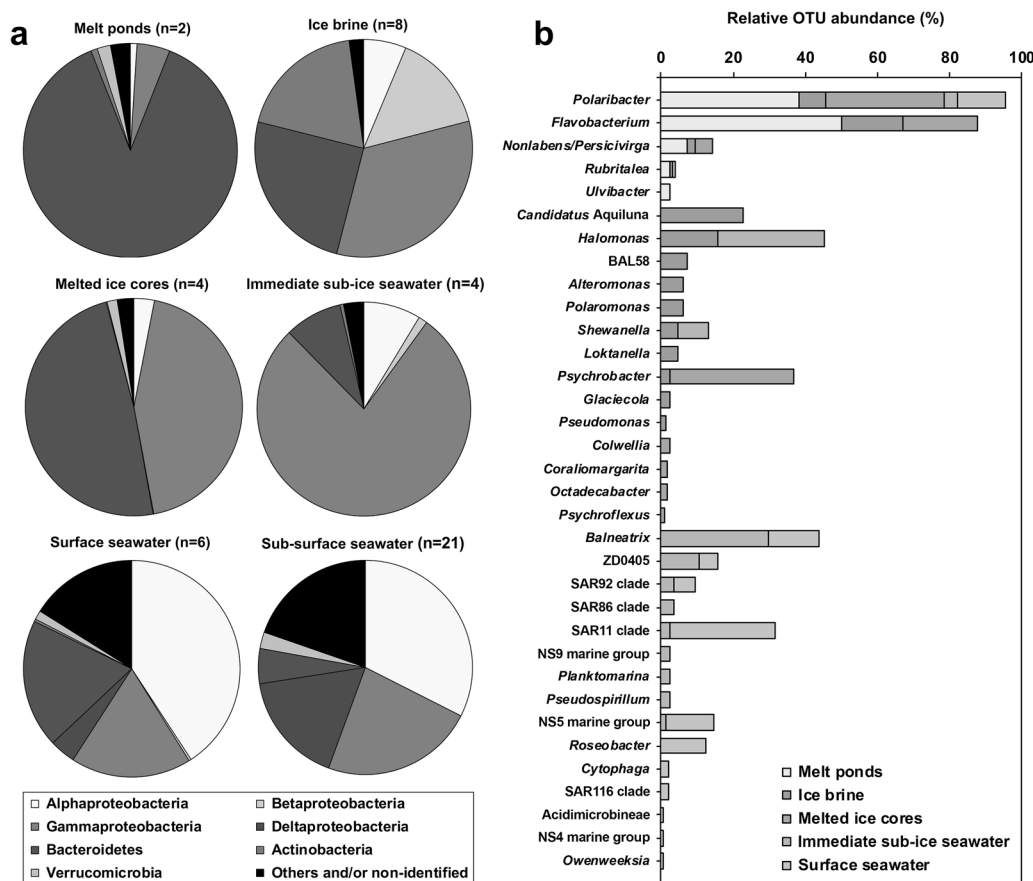 a
Melt ponds (n=2)
Ice brine (n=8)
Melted ice cores (n=4)
Immediate sub-ice seawater (n=4)
Surface seawater (n=6)
Sub-surface seawater (n=21)
Alphaproteobacteria
Betaproteobacteria
Gammaproteobacteria
Deltaproteobacteria
Bacteroidetes
Actinobacteria
Verrucomicrobia
Others and/or non-identified
b
Relative OTU abundance (%)
0 20 40 60 80 100
Polaribacter
Flavobacterium
Nonlabens/Persicivirga
Rubritalea
Ulvibacter
Candidatus Aquiluna
Halomonas
BAL58
Alteromonas
Polaromonas
Shewanella
Loktanella
Psychrobacter
Glaciecola
Pseudomonas
Colwellia
Coraliomargarita
Octadecabacter
Psychroflexus
Balneatrix
ZD0405
SAR92 clade
SAR86 clade
SAR11 clade
NS9 marine group
Planktomarina
Pseudospirillum
NS5 marine group
Roseobacter
Cytophaga
SAR116 clade
Acidimicrobineae
NS4 marine group
Owenweeksia
Melt ponds
Ice brine
Melted ice cores
Immediate sub-ice seawater
Surface seawater